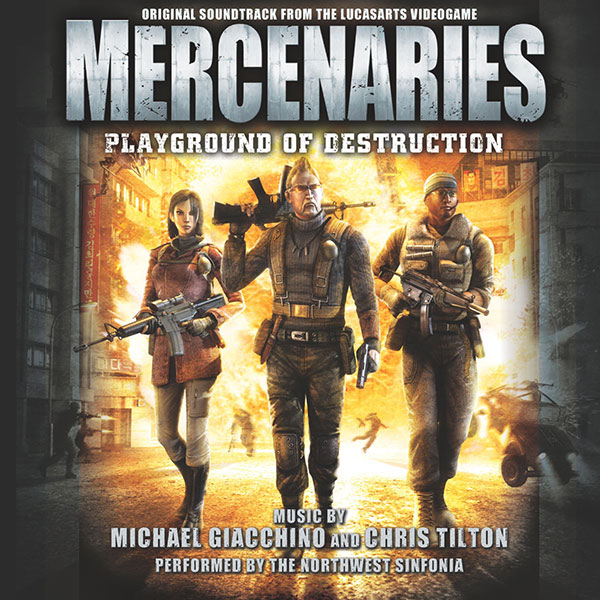 ORIGINAL SOUNDTRACK FROM THE LUCASARTS VIDEOGAME
MERCENARIES
PLAYGROUND OF DESTRUCTION
MUSIC BY
MICHAEL GIACCHINO AND CHRIS TILTON
PERFORMED BY THE NORTHWEST SINFONIA